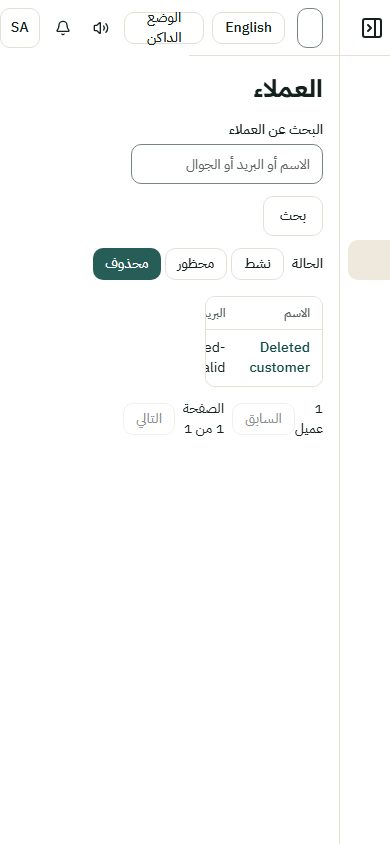 English
الوضع
الداكن
SA
العملاء
البحث عن العملاء
الاسم أو البريد أو الجوال
بحث
الحالة
نشط
محظور
محذوف
الاسم
Deleted
customer
1
عميل
السابق
الصفحة
1 من 1
التالي